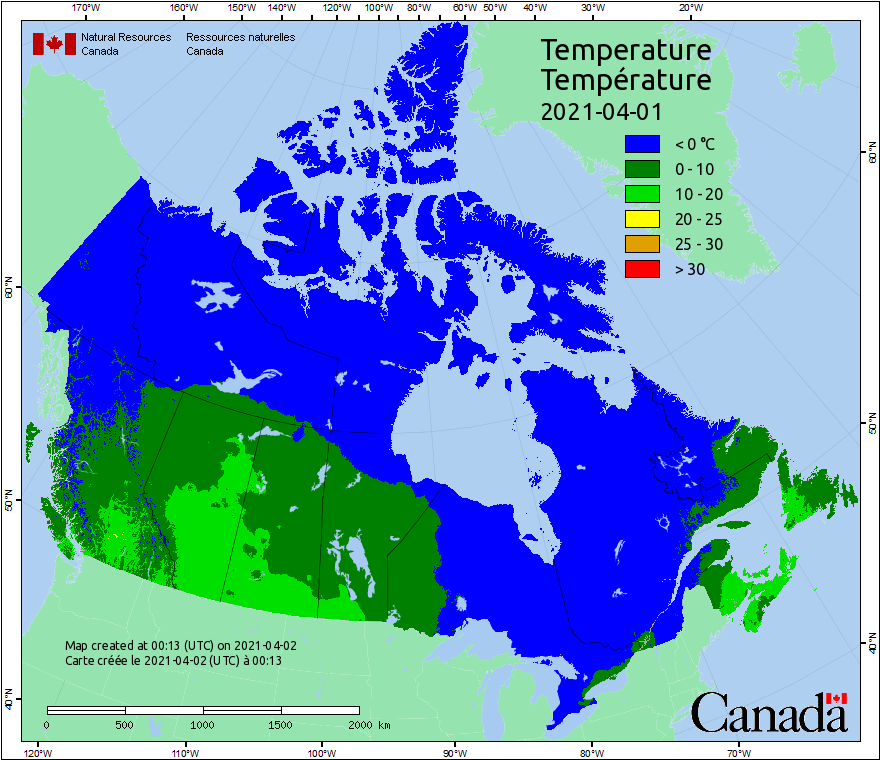 170°W 160°W 150°W 140°W 130°W 120°W 110°W 100°W 90°W 80°W 70°W 60°W 50°W 40°W 30°W 20°W
Natural Resources Ressources naturelles
Canada Canada
Temperature
Température
2021-04-01
< 0 °C
0 - 10
10 - 20
20 - 25
25 - 30
> 30
60°N
50°N
40°N
60°N
50°N
40°N
Map created at 00:13 (UTC) on 2021-04-02
Carte créée le 2021-04-02 (UTC) à 00:13
0 500 1000 1500 2000 km
Canada
120°W 110°W 100°W 90°W 80°W 70°W